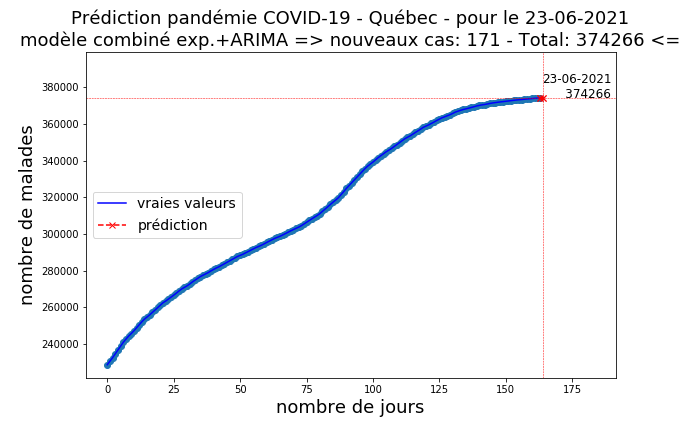 Prédiction pandémie COVID-19 - Québec - pour le 23-06-2021
modèle combiné exp.+ARIMA => nouveaux cas: 171 - Total: 374266 <=
23-06-2021
374266
380000
360000
340000
320000
300000
280000
260000
240000
nombre de malades
vraies valeurs
prédiction
0 25 50 75 100 125 150 175
nombre de jours